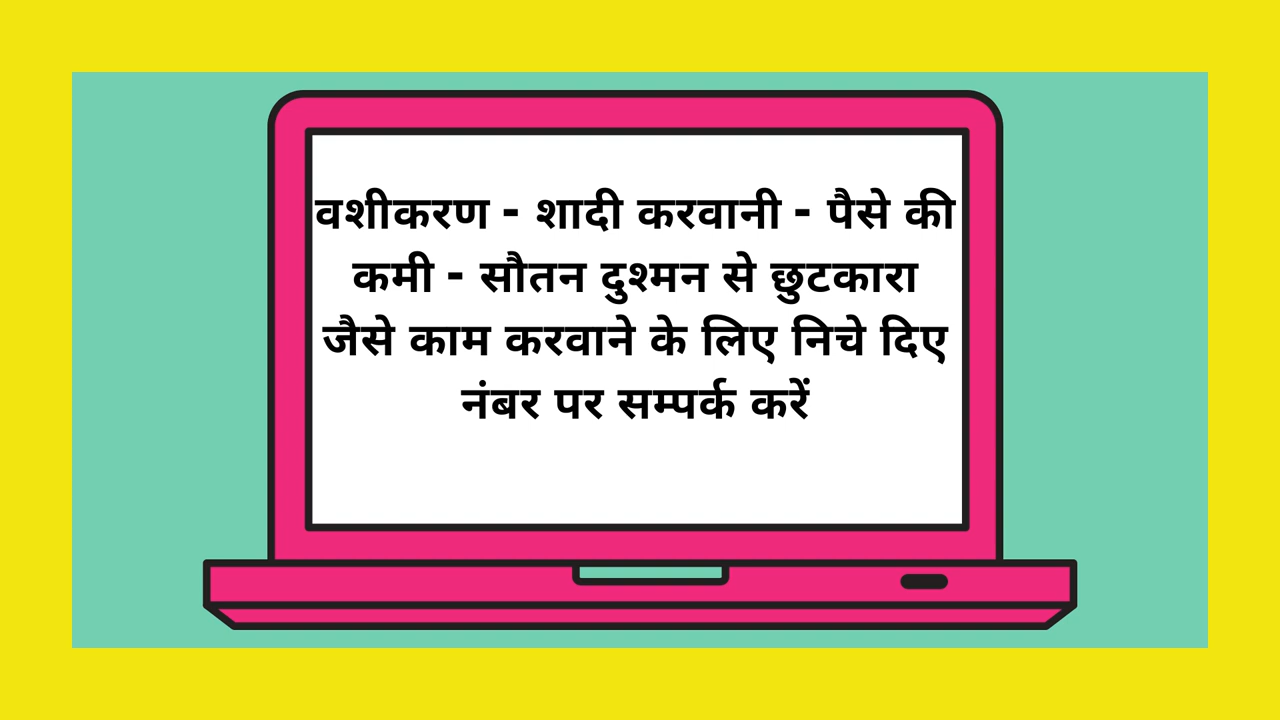 वशीकरण - शादी करवानी - पैसे की
कमी - सौतन दुश्मन से छुटकारा
जैसे काम करवाने के लिए निचे दिए
नंबर पर सम्पर्क करें